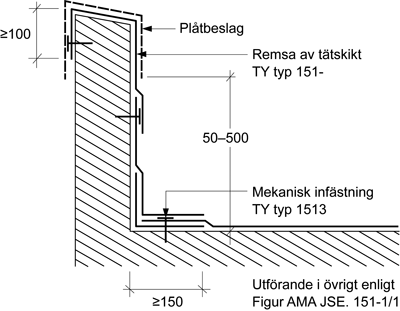 ≥100
Plåtbeslag
Remsa av tätskikt
TY typ 151-
50–500
Mekanisk infästning
TY typ 1513
≥150
Utförande i övrigt enligt
Figur AMA JSE. 151-1/1